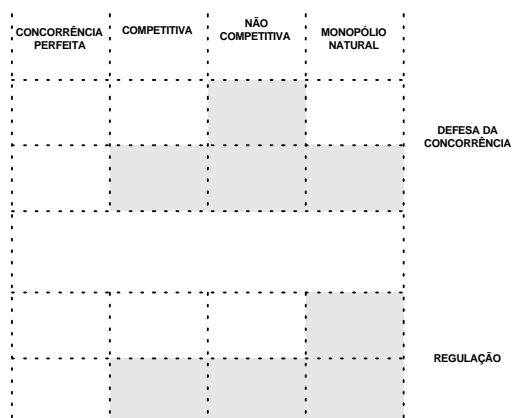 CONCORRÊNCIA
PERFEITA
COMPETITIVA
NÃO
COMPETITIVA
MONOPÓLIO
NATURAL
DEFESA DA
CONCORRÊNCIA
REGULAÇÃO